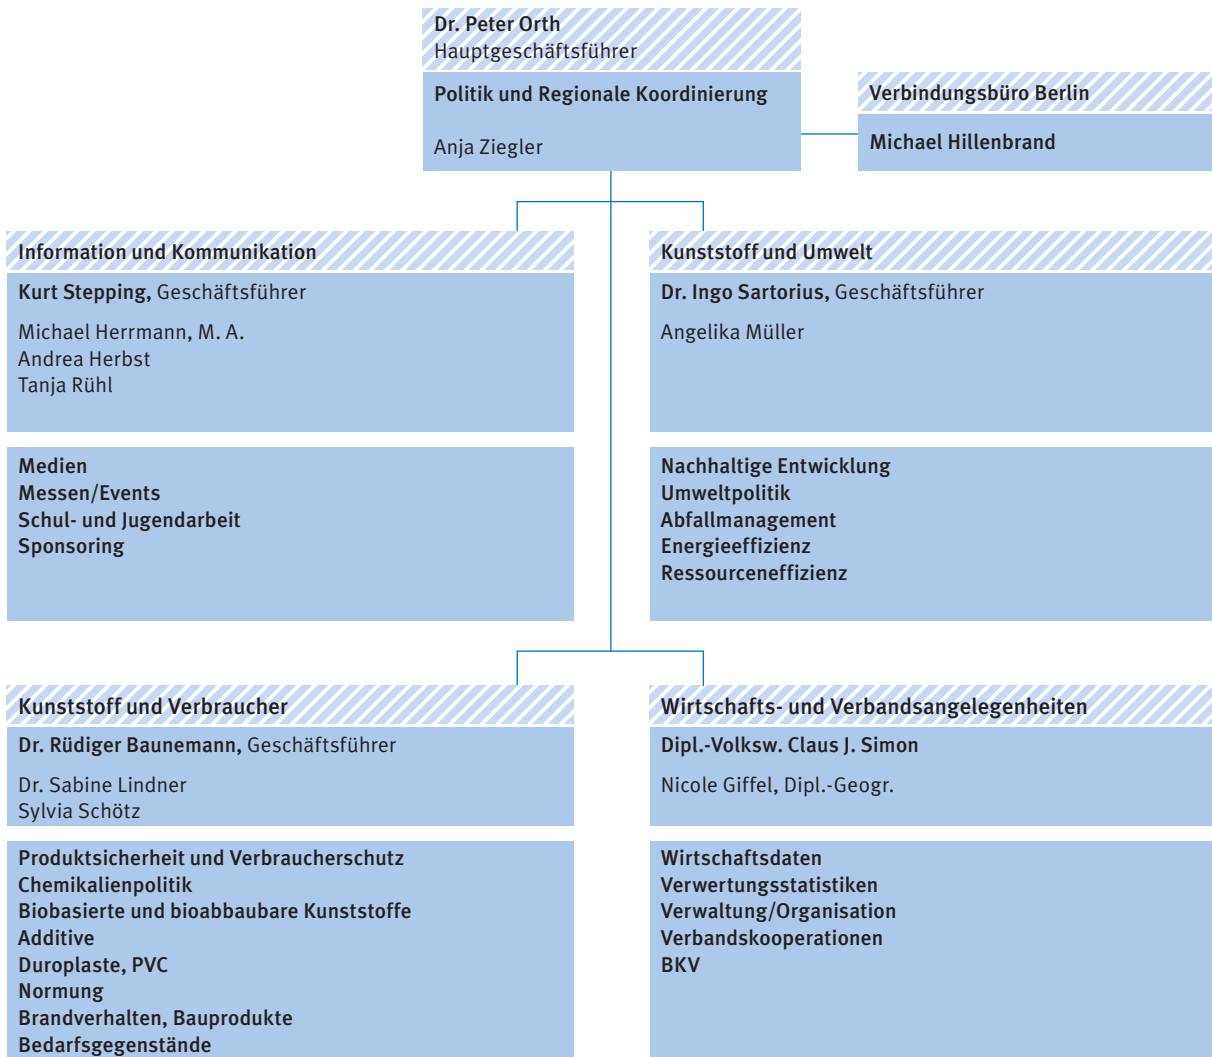 Dr. Peter Orth
Hauptgeschäftsführer
Politik und Regionale Koordinierung
Anja Ziegler
Verbindungsbüro Berlin
Michael Hillenbrand
Information und Kommunikation
Kurt Stepping, Geschäftsführer
Michael Herrmann, M. A.
Andrea Herbst
Tanja Rühl
Medien
Messen/Events
Schul- und Jugendarbeit
Sponsoring
Kunststoff und Umwelt
Dr. Ingo Sartorius, Geschäftsführer
Angelika Müller
Nachhaltige Entwicklung
Umweltpolitik
Abfallmanagement
Energieeffizienz
Ressourceneffizienz
Kunststoff und Verbraucher
Dr. Rüdiger Baunemann, Geschäftsführer
Dr. Sabine Lindner
Sylvia Schötz
Produktsicherheit und Verbraucherschutz
Chemikalienpolitik
Biobasierte und bioabbaubare Kunststoffe
Additive
Duroplaste, PVC
Normung
Brandverhalten, Bauprodukte
Bedarfsgegenstände
Wirtschafts- und Verbandsangelegenheiten
Dipl.-Volksw. Claus J. Simon
Nicole Giffel, Dipl.-Geogr.
Wirtschaftsdaten
Verwertungsstatistiken
Verwaltung/Organisation
Verbandskooperationen
BKV